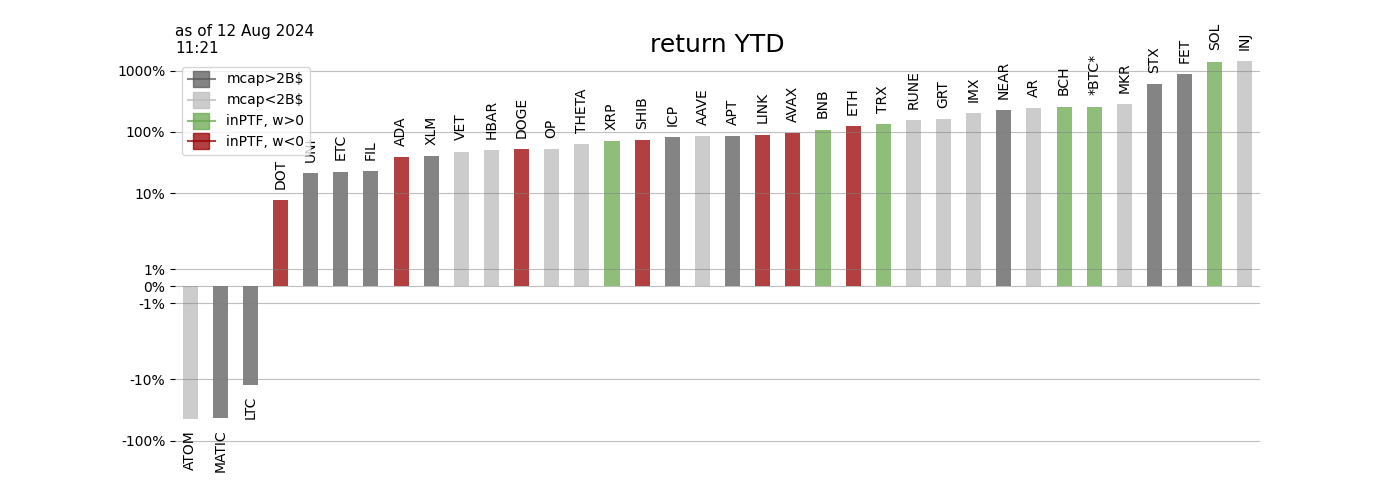 as of 12 Aug 2024
11:21
return YTD
1000%
100%
10%
1%
0%
-1%
-10%
-100%
mcap>2B$
mcap<2B$
inPTF, w>0
inPTF, w<0
ATOM
MATIC
LTC
DOT
UNI
ETC
FIL
ADA
XLM
VET
HBAR
DOGE
OP
THETA
XRP
SHIB
ICP
AAVE
APT
LINK
AVAX
BNB
ETH
TRX
RUNE
GRT
IMX
NEAR
AR
BCH
*BTC*
MKR
STX
FET
SOL
INJ